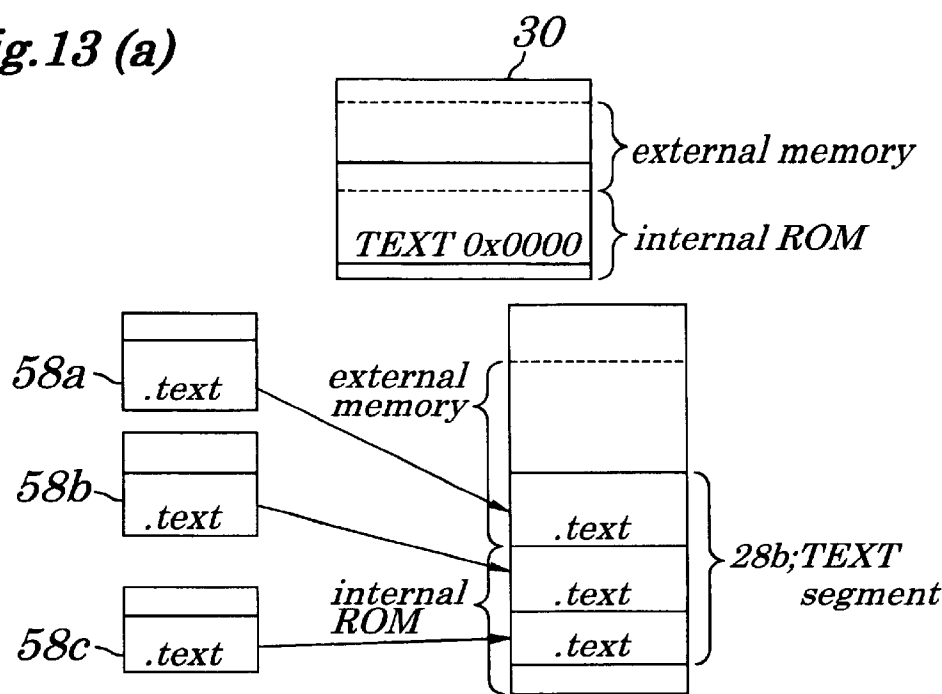 ig.13 (a)
30
external memory
TEXT 0x0000
internal ROM
58a
.text
external
memory
58b
.text
.text
28b;TEXT
segment
internal
ROM
.text
58c
.text
.text